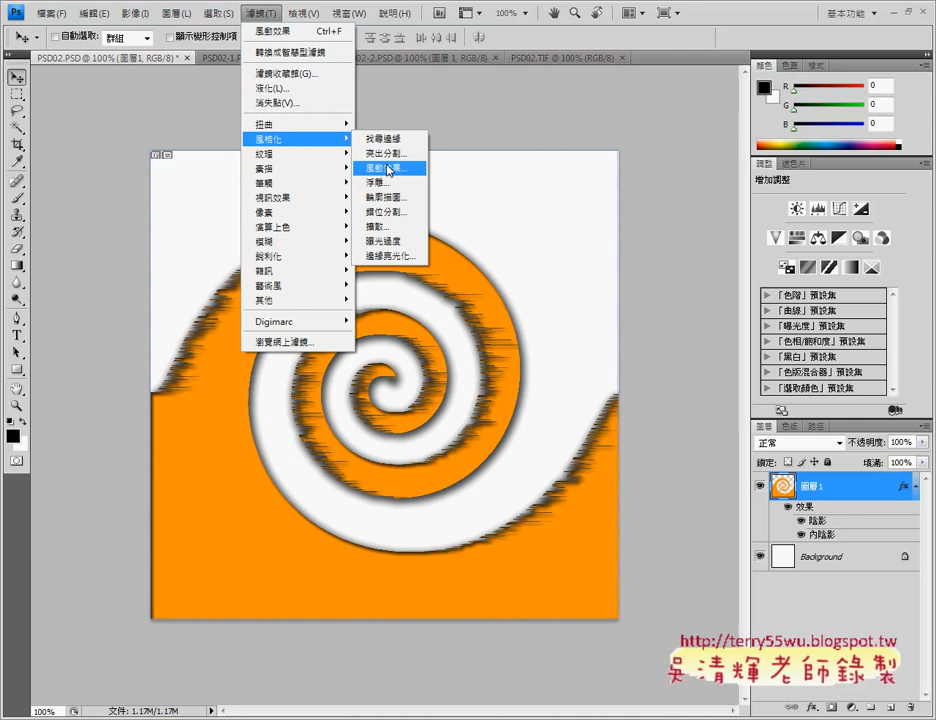 Ps 檔案(F) 編輯(E) 影像(I) 圖層(L) 選取(S) 濾鏡(T) 檢視(V) 視窗(W) 說明(H) Br 100% 基本功能
自動選取: 群組 顯示變形控制項
PSD02.PSD @ 100% (圖層1, RGB/8) *
PSD02-1.P
-2.PSD @ 100% (圖層1, RGB/8)
PSD02.TIF @ 100% (RGB/8)
風動效果 Ctrl+F
轉換成智慧型濾鏡
濾鏡收藏館(G)...
液化(L)...
消失點(V)...
扭曲
風格化
紋理
素描
筆觸
視訊效果
像素
演算上色
模糊
銳利化
雜訊
藝術風
其他
Digimarc
瀏覽網上濾鏡...
找尋邊緣
突出分割...
風動效果...
浮雕...
輪廓描圖...
錯位分割...
擴散...
曝光過度
邊緣亮光化...
顏色 色票 樣式
R 0
G 0
B 0
調整 遮色片
增加調整
「色階」預設集
「曲線」預設集
「曝光度」預設集
「色相/飽和度」預設集
「黑白」預設集
「色版混合器」預設集
「選取顏色」預設集
圖層 色版 路徑
正常 不透明度: 100%
鎖定: 填滿: 100%
圖層1 fx
效果
陰影
內陰影
Background
http://terry55wu.blogspot.tw
吳清輝老師錄製
100% 文件: 1.17M/1.17M